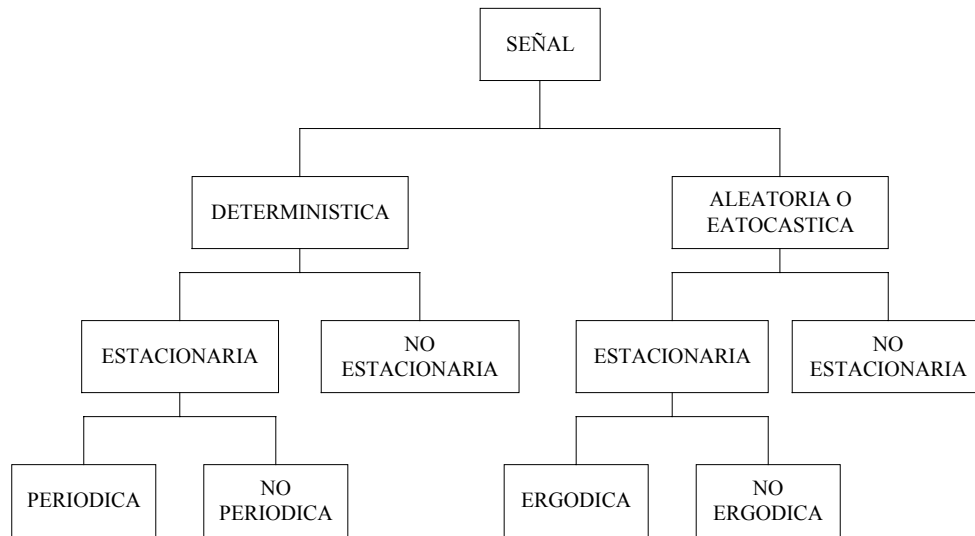 SEÑAL
DETERMINISTICA
ALEATORIA O
EATOCASTICA
ESTACIONARIA
NO
ESTACIONARIA
ESTACIONARIA
NO
ESTACIONARIA
PERIODICA
NO
PERIODICA
ERGODICA
NO
ERGODICA